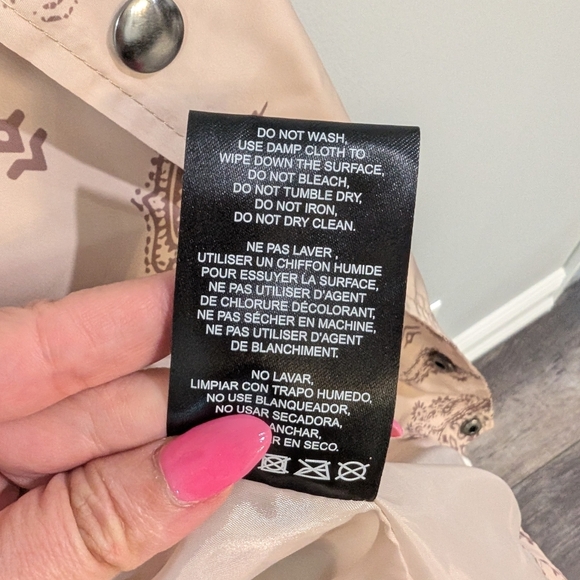 DO NOT WASH,
USE DAMP CLOTH TO
WIPE DOWN THE SURFACE,
DO NOT BLEACH,
DO NOT TUMBLE DRY,
DO NOT IRON,
DO NOT DRY CLEAN.
NE PAS LAVER ,
UTILISER UN CHIFFON HUMIDE
POUR ESSUYER LA SURFACE,
NE PAS UTILISER D'AGENT
DE CHLORURE DÉCOLORANT,
NE PAS SÉCHER EN MACHINE,
NE PAS UTILISER D'AGENT
DE BLANCHIMENT.
NO LAVAR,
LIMPIAR CON TRAPO HUMEDO,
NO USE BLANQUEADOR,
NO USAR SECADORA,
ANCHAR,
R EN SECO.